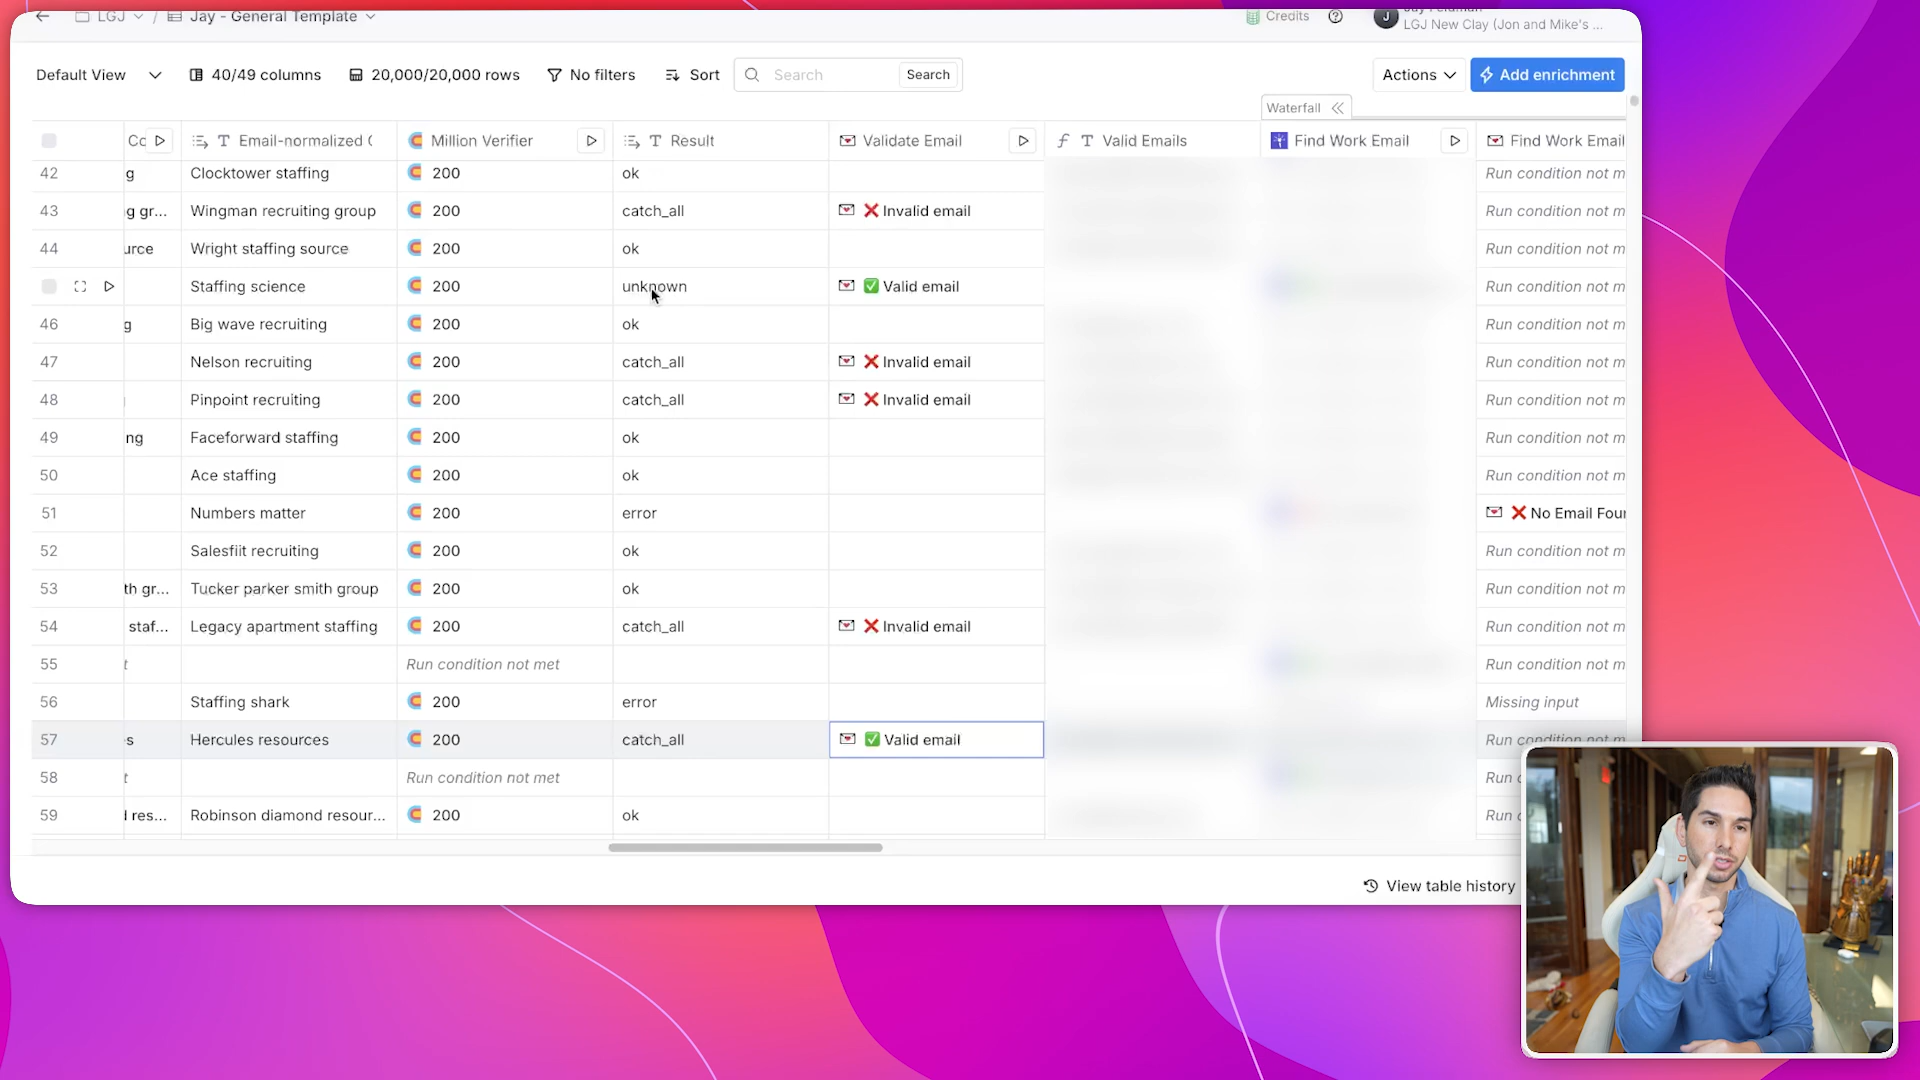 LGJ / Jay - General Template
Credits
J Jay Feldman
LGJ New Clay (Jon and Mike's ...
Default View 40/49 columns 20,000/20,000 rows No filters Sort Search Search Actions Add enrichment
Waterfall
Co Email-normalized ( Million Verifier Result Validate Email Valid Emails Find Work Email Find Work Email
42 g Clocktower staffing 200 ok Run condition not m
43 g gr... Wingman recruiting group 200 catch_all Invalid email Run condition not m
44 urce Wright staffing source 200 ok Run condition not m
Staffing science 200 unknown Valid email Run condition not m
46 g Big wave recruiting 200 ok Run condition not m
47 Nelson recruiting 200 catch_all Invalid email Run condition not m
48 Pinpoint recruiting 200 catch_all Invalid email Run condition not m
49 ng Faceforward staffing 200 ok Run condition not m
50 Ace staffing 200 ok Run condition not m
51 Numbers matter 200 error No Email Foun
52 Salesfiit recruiting 200 ok Run condition not m
53 th gr... Tucker parker smith group 200 ok Run condition not m
54 staf... Legacy apartment staffing 200 catch_all Invalid email Run condition not m
55 t Run condition not met Run condition not m
56 Staffing shark 200 error Missing input
57 s Hercules resources 200 catch_all Valid email Run condition not m
58 t Run condition not met Run c
59 l res... Robinson diamond resour... 200 ok Run c
View table history